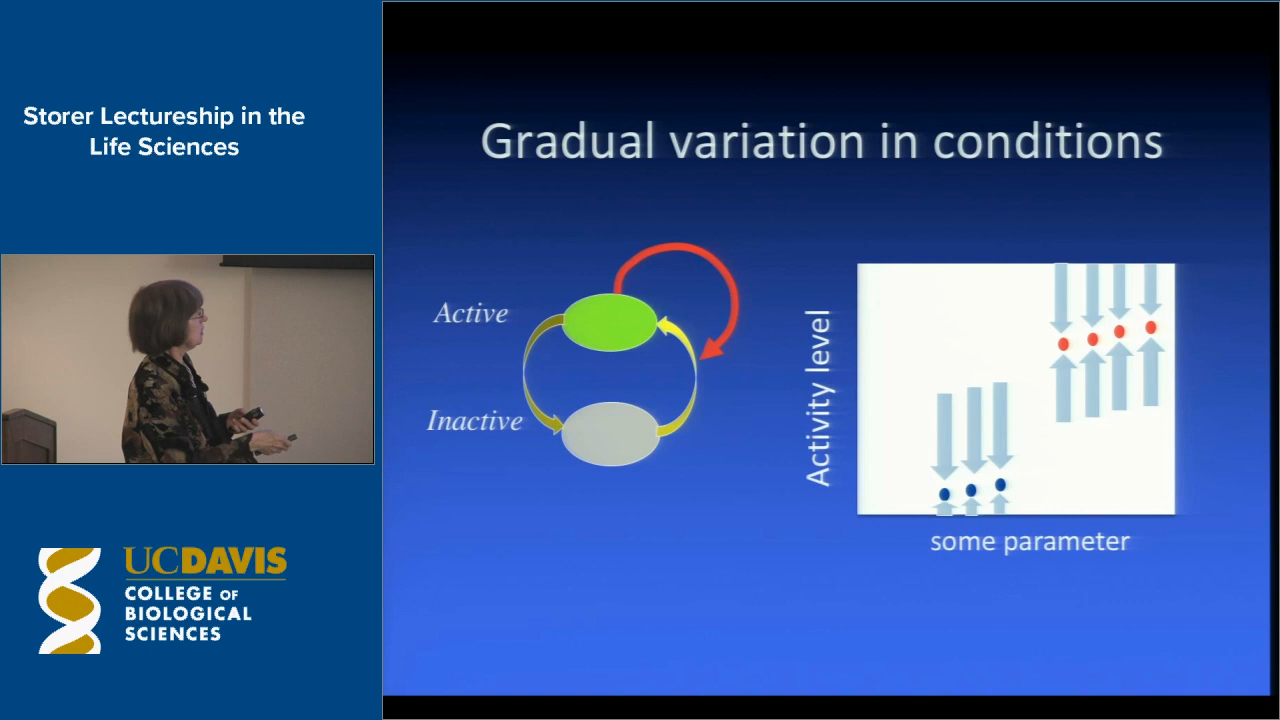 Storer Lectureship in the
Life Sciences
Gradual variation in conditions
Active
Inactive
Activity level
some parameter
UCDAVIS
COLLEGE OF
BIOLOGICAL
SCIENCES